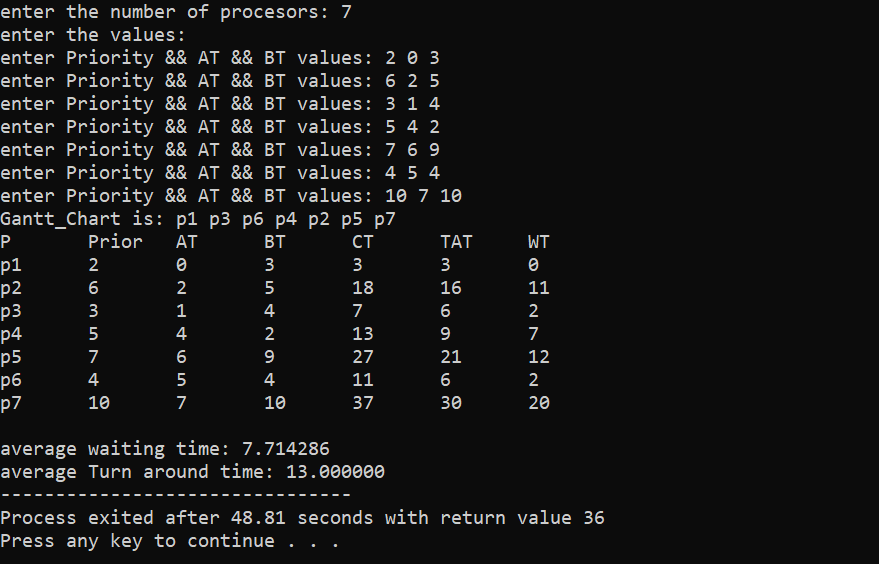 enter the number of procesors: 7
enter the values:
enter Priority && AT && BT values: 2 0 3
enter Priority && AT && BT values: 6 2 5
enter Priority && AT && BT values: 3 1 4
enter Priority && AT && BT values: 5 4 2
enter Priority && AT && BT values: 7 6 9
enter Priority && AT && BT values: 4 5 4
enter Priority && AT && BT values: 10 7 10
Gantt_Chart is: p1 p3 p6 p4 p2 p5 p7
P       Prior   AT      BT      CT      TAT     WT
p1      2       0       3       3       3       0
p2      6       2       5       18      16      11
p3      3       1       4       7       6       2
p4      5       4       2       13      9       7
p5      7       6       9       27      21      12
p6      4       5       4       11      6       2
p7      10      7       10      37      30      20
average waiting time: 7.714286
average Turn around time: 13.000000
--------------------------------
Process exited after 48.81 seconds with return value 36
Press any key to continue . . .